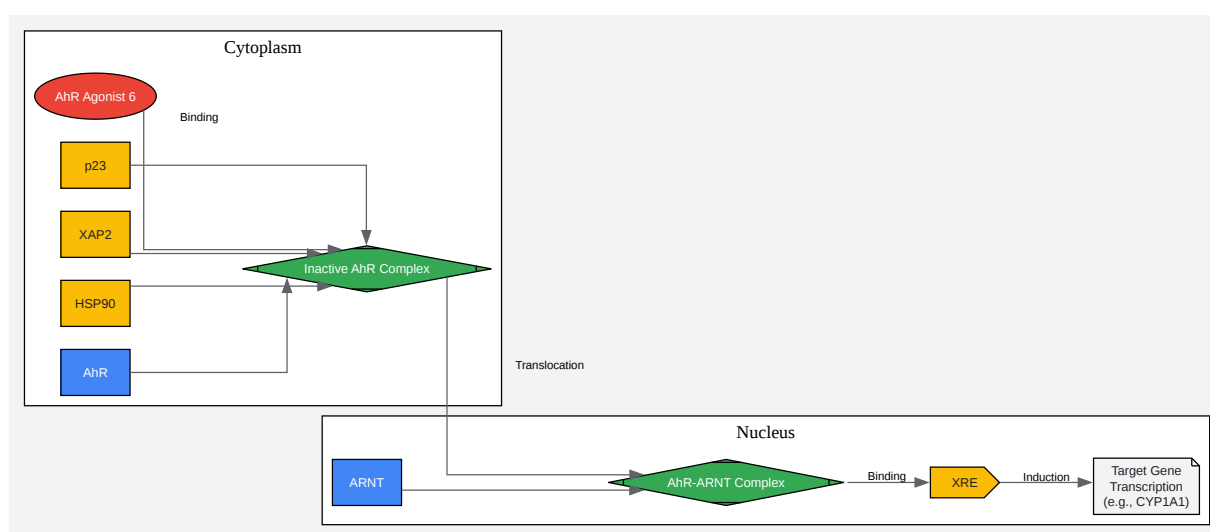 Cytoplasm
AhR Agonist 6
Binding
p23
XAP2
Inactive AhR Complex
HSP90
AhR
Translocation
Nucleus
ARNT
AhR-ARNT Complex
Binding
XRE
Induction
Target Gene
Transcription
(e.g., CYP1A1)